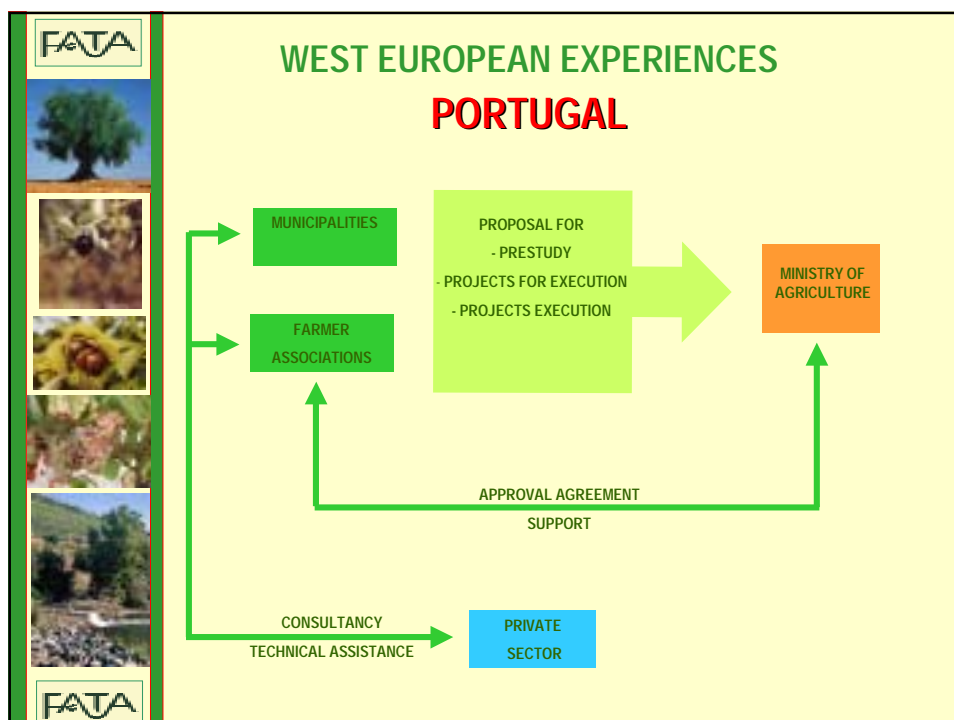 FATA
WEST EUROPEAN EXPERIENCES
PORTUGAL
MUNICIPALITIES
PROPOSAL FOR
- PRESTUDY
- PROJECTS FOR EXECUTION
- PROJECTS EXECUTION
MINISTRY OF
AGRICULTURE
FARMER
ASSOCIATIONS
APPROVAL AGREEMENT
SUPPORT
CONSULTANCY
TECHNICAL ASSISTANCE
PRIVATE
SECTOR
FATA